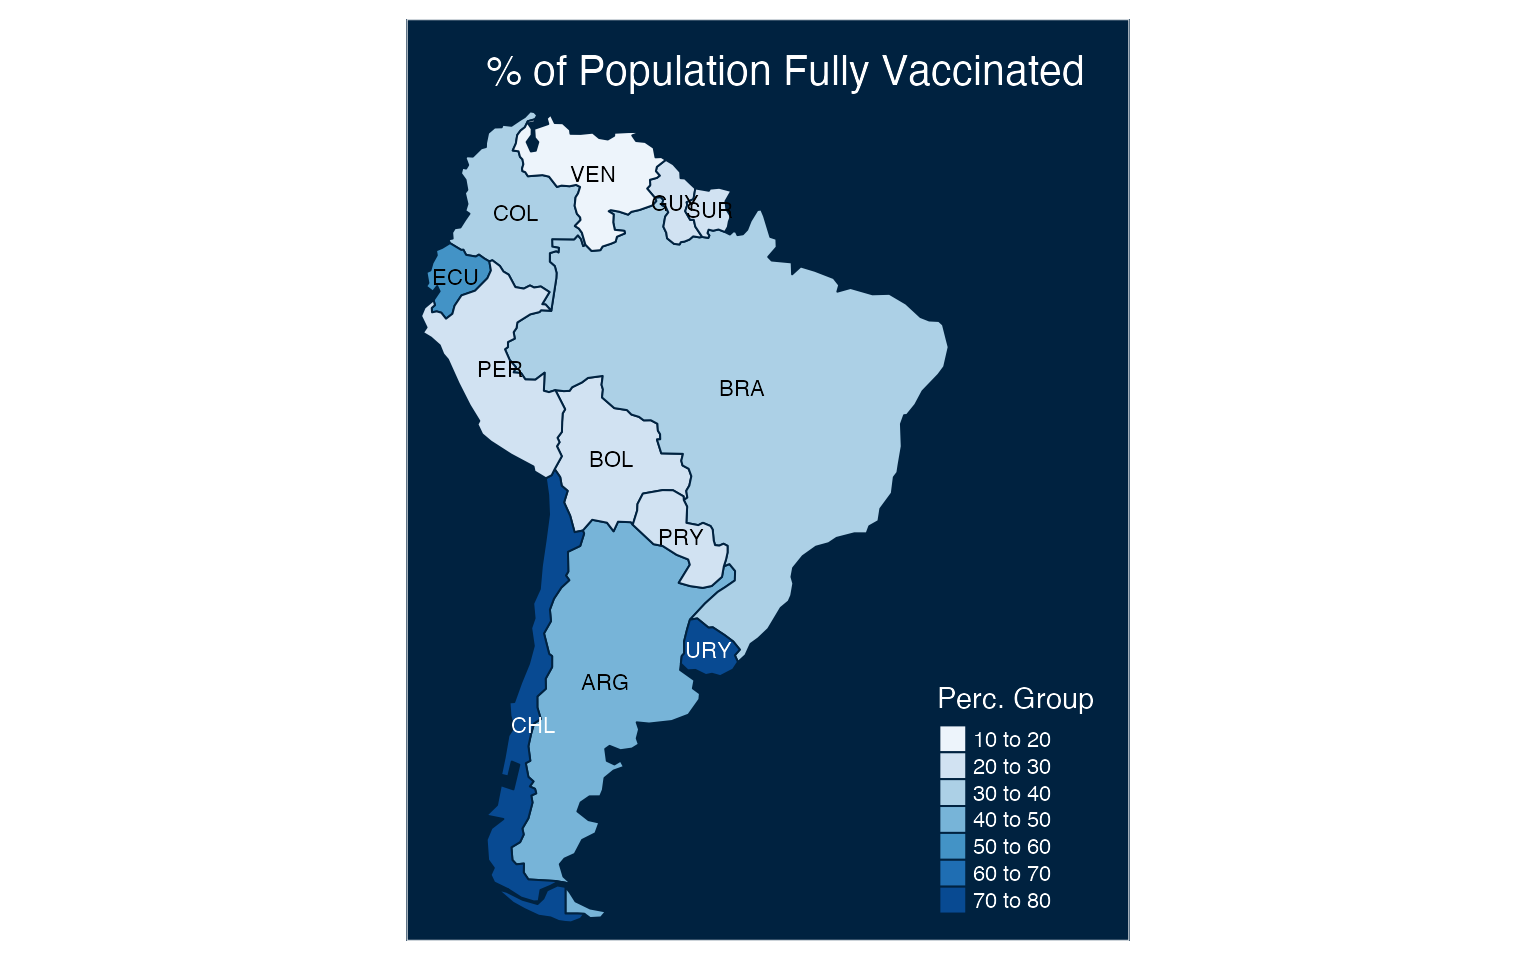 % of Population Fully Vaccinated
VEN
GUY
SUR
COL
ECU
PER
BRA
BOL
PRY
URY
ARG
CHL
Perc. Group
10 to 20
20 to 30
30 to 40
40 to 50
50 to 60
60 to 70
70 to 80